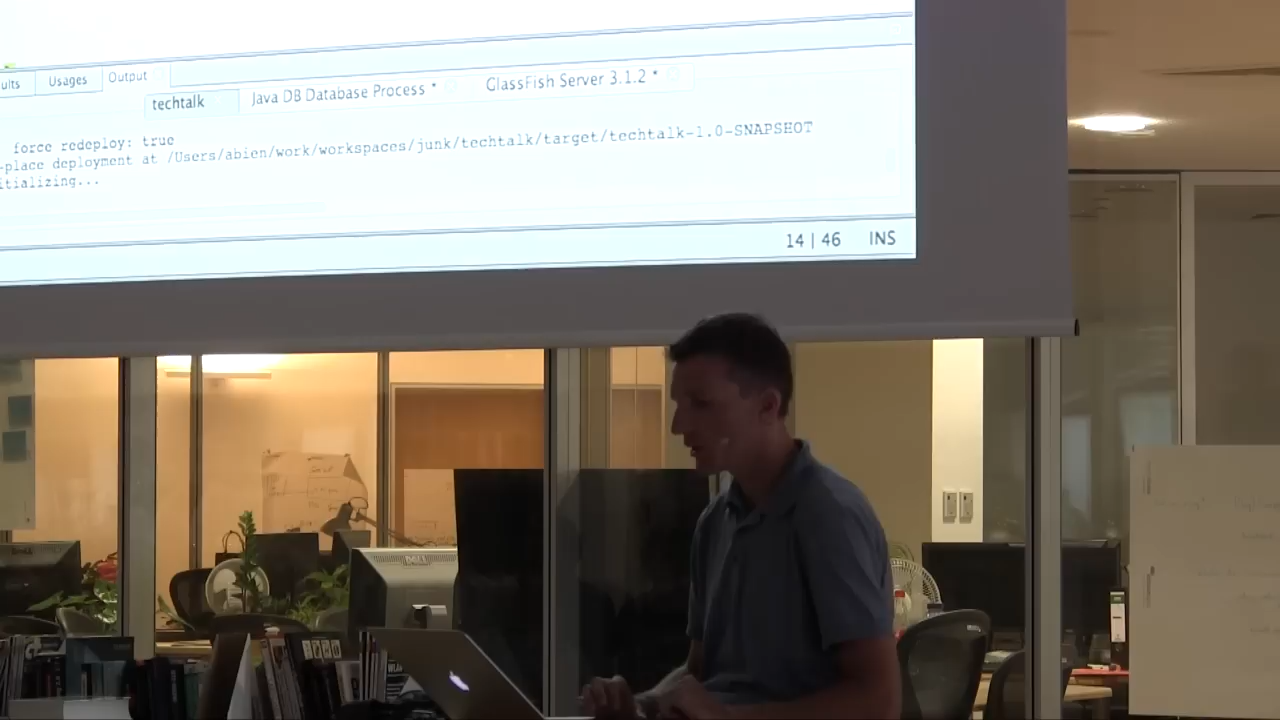 ults Usages Output
techtalk Java DB Database Process * GlassFish Server 3.1.2 *
force redeploy: true
-place deployment at /Users/abien/work/workspaces/junk/techtalk/target/techtalk-1.0-SNAPSHOT
itializing...
14 | 46 INS